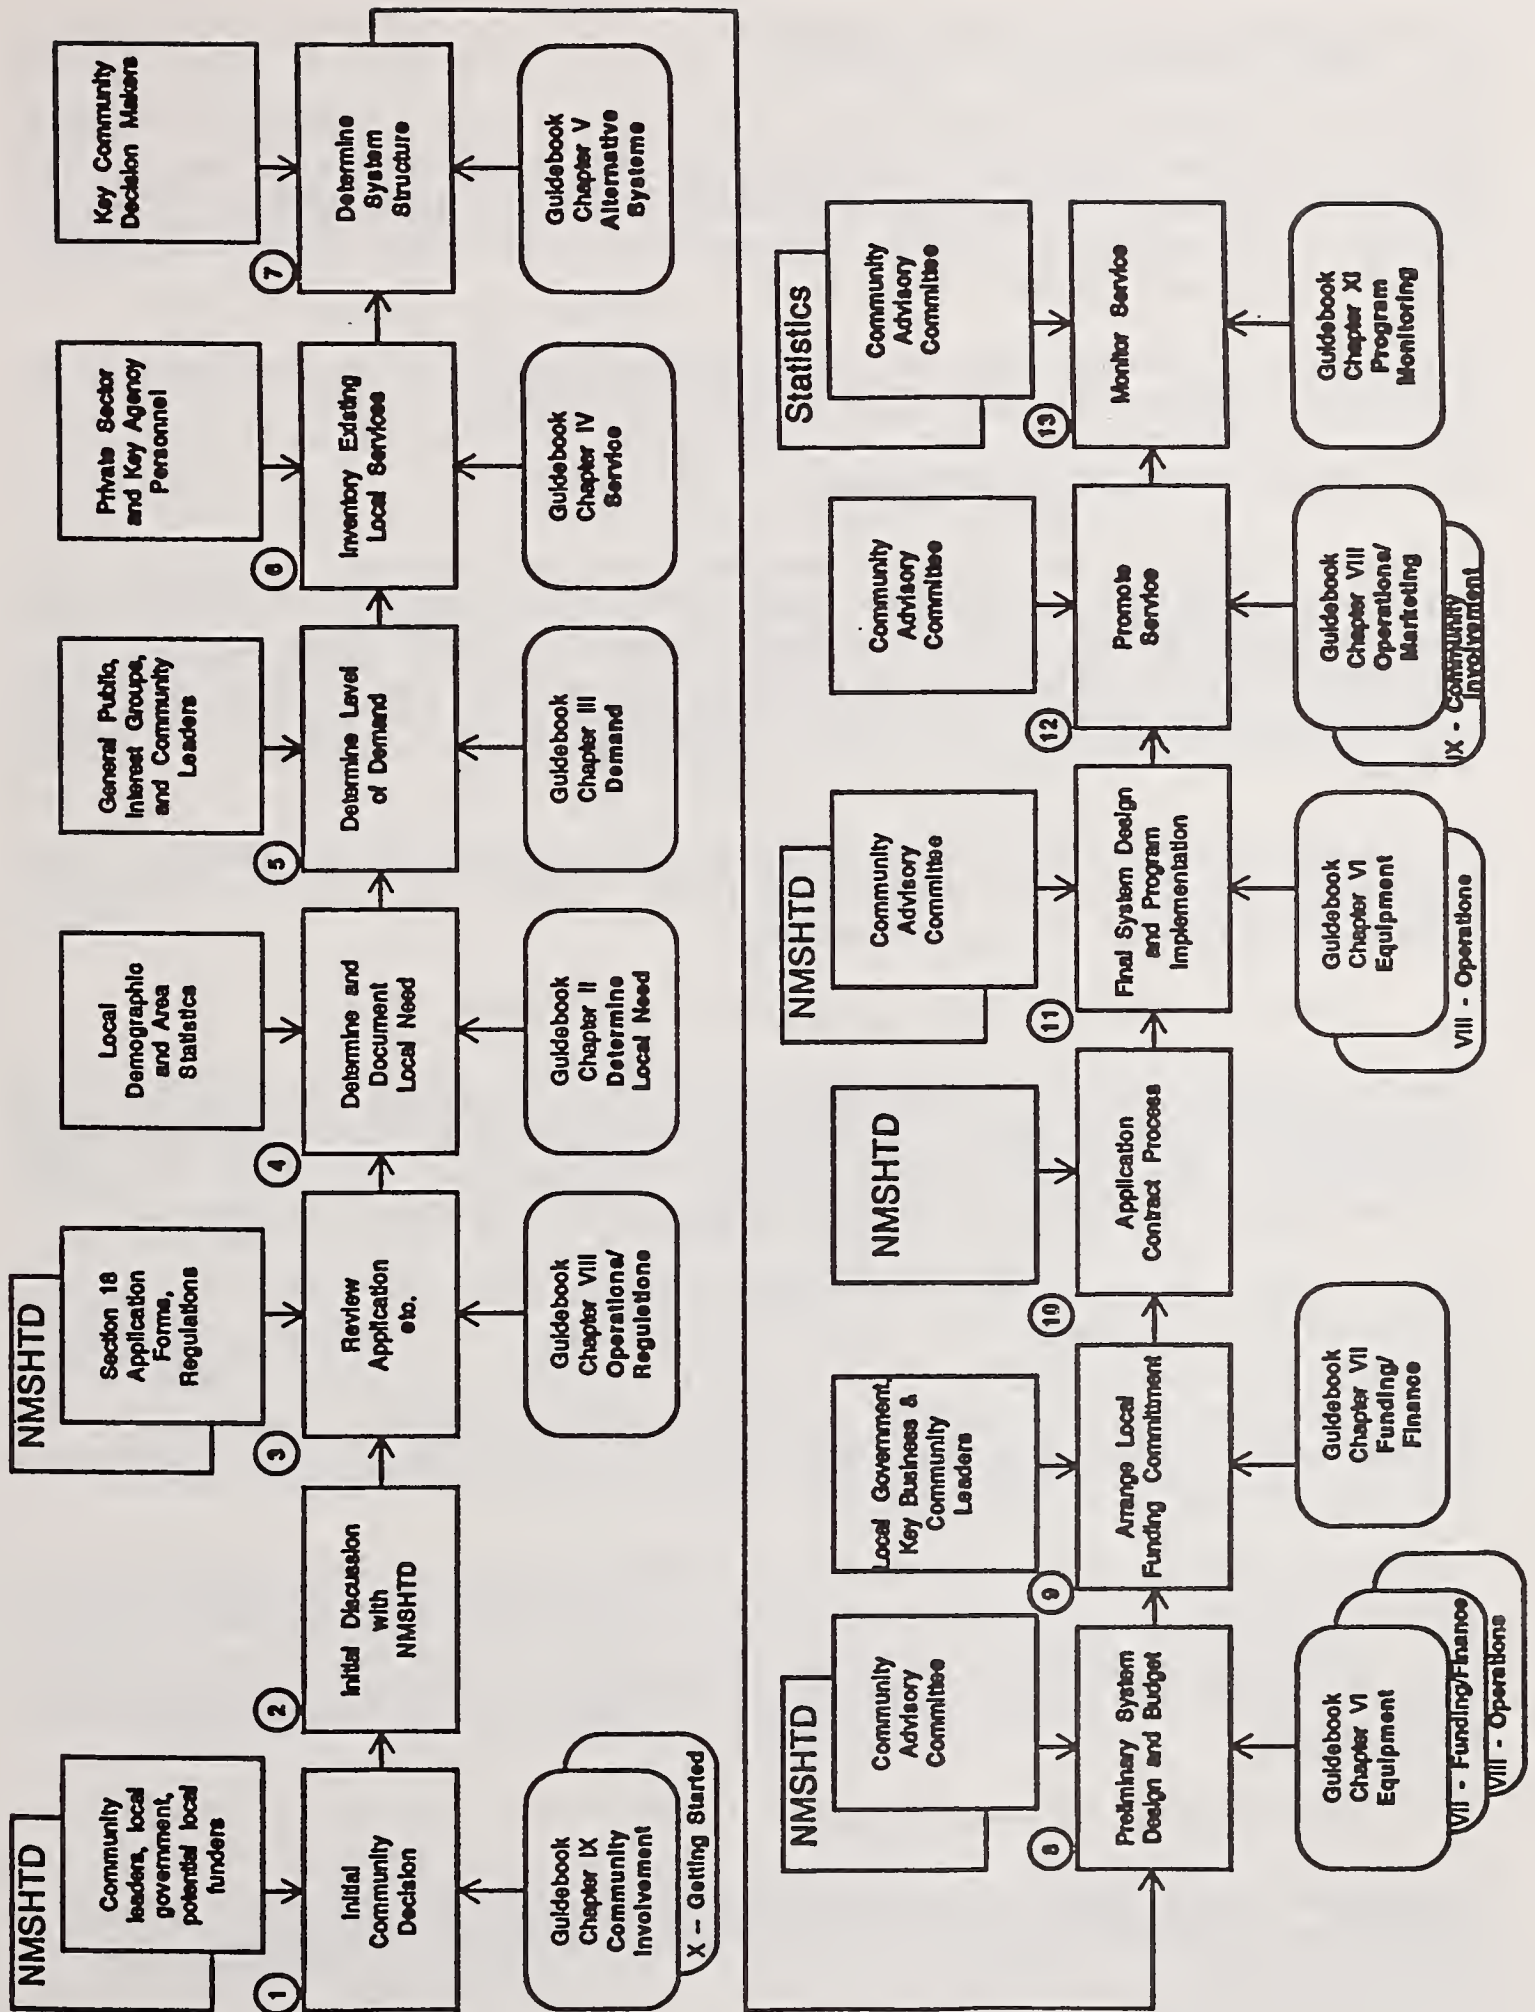 NMSHTD
Community
leaders, local
government,
potential local
funders
1
Initial
Community
Decision
Guidebook
Chapter IX
Community
Involvement
X - Getting Started
2
Initial Discussion
with
NMSHTD
NMSHTD
Section 18
Application
Forms,
Regulations
3
Review
Application
etc.
Guidebook
Chapter VIII
Operations/
Regulations
Local
Demographic
and Area
Statistics
4
Determine and
Document
Local Need
Guidebook
Chapter II
Determine
Local Need
General Public,
Interest Groups,
and Community
Leaders
5
Determine Level
of Demand
Guidebook
Chapter III
Demand
Private Sector
and Key Agency
Personnel
6
Inventory Existing
Local Services
Guidebook
Chapter IV
Service
Key Community
Decision Makers
7
Determine
System
Structure
Guidebook
Chapter V
Alternative
Systems
NMSHTD
Community
Advisory
Committee
8
Preliminary System
Design and Budget
Guidebook
Chapter VI
Equipment
VII - Funding/Finance
VIII - Operations
Local Government,
Key Business &
Community
Leaders
9
Arrange Local
Funding Commitment
Guidebook
Chapter VII
Funding/
Finance
NMSHTD
10
Application
Contract Process
NMSHTD
Community
Advisory
Committee
11
Final System Design
and Program
Implementation
Guidebook
Chapter VI
Equipment
VIII - Operations
Community
Advisory
Committee
12
Promote
Service
Guidebook
Chapter VIII
Operations/
Marketing
IX - Community
Involvement
Statistics
Community
Advisory
Committee
13
Monitor Service
Guidebook
Chapter XI
Program
Monitoring